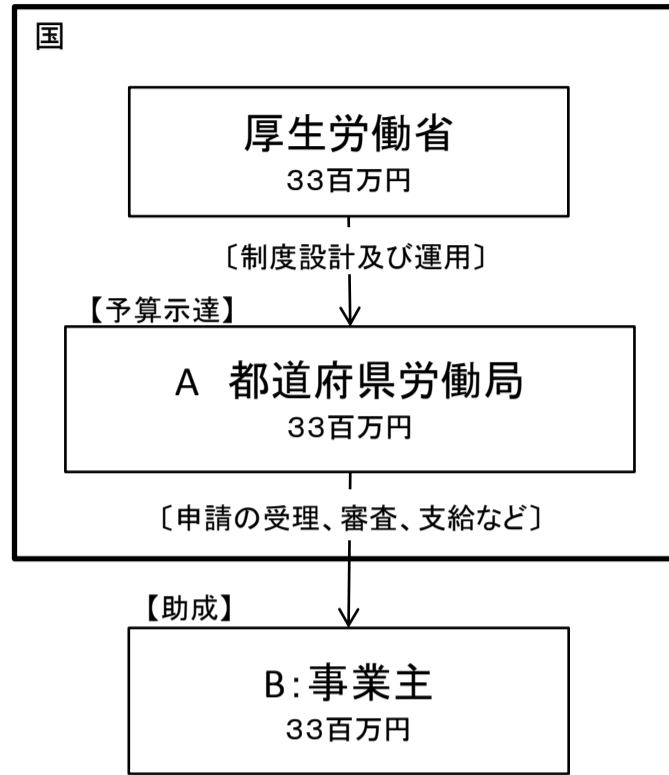 国
厚生労働省
33百万円
〔制度設計及び運用〕
【予算示達】
A　都道府県労働局
33百万円
〔申請の受理、審査、支給など〕
【助成】
B：事業主
33百万円